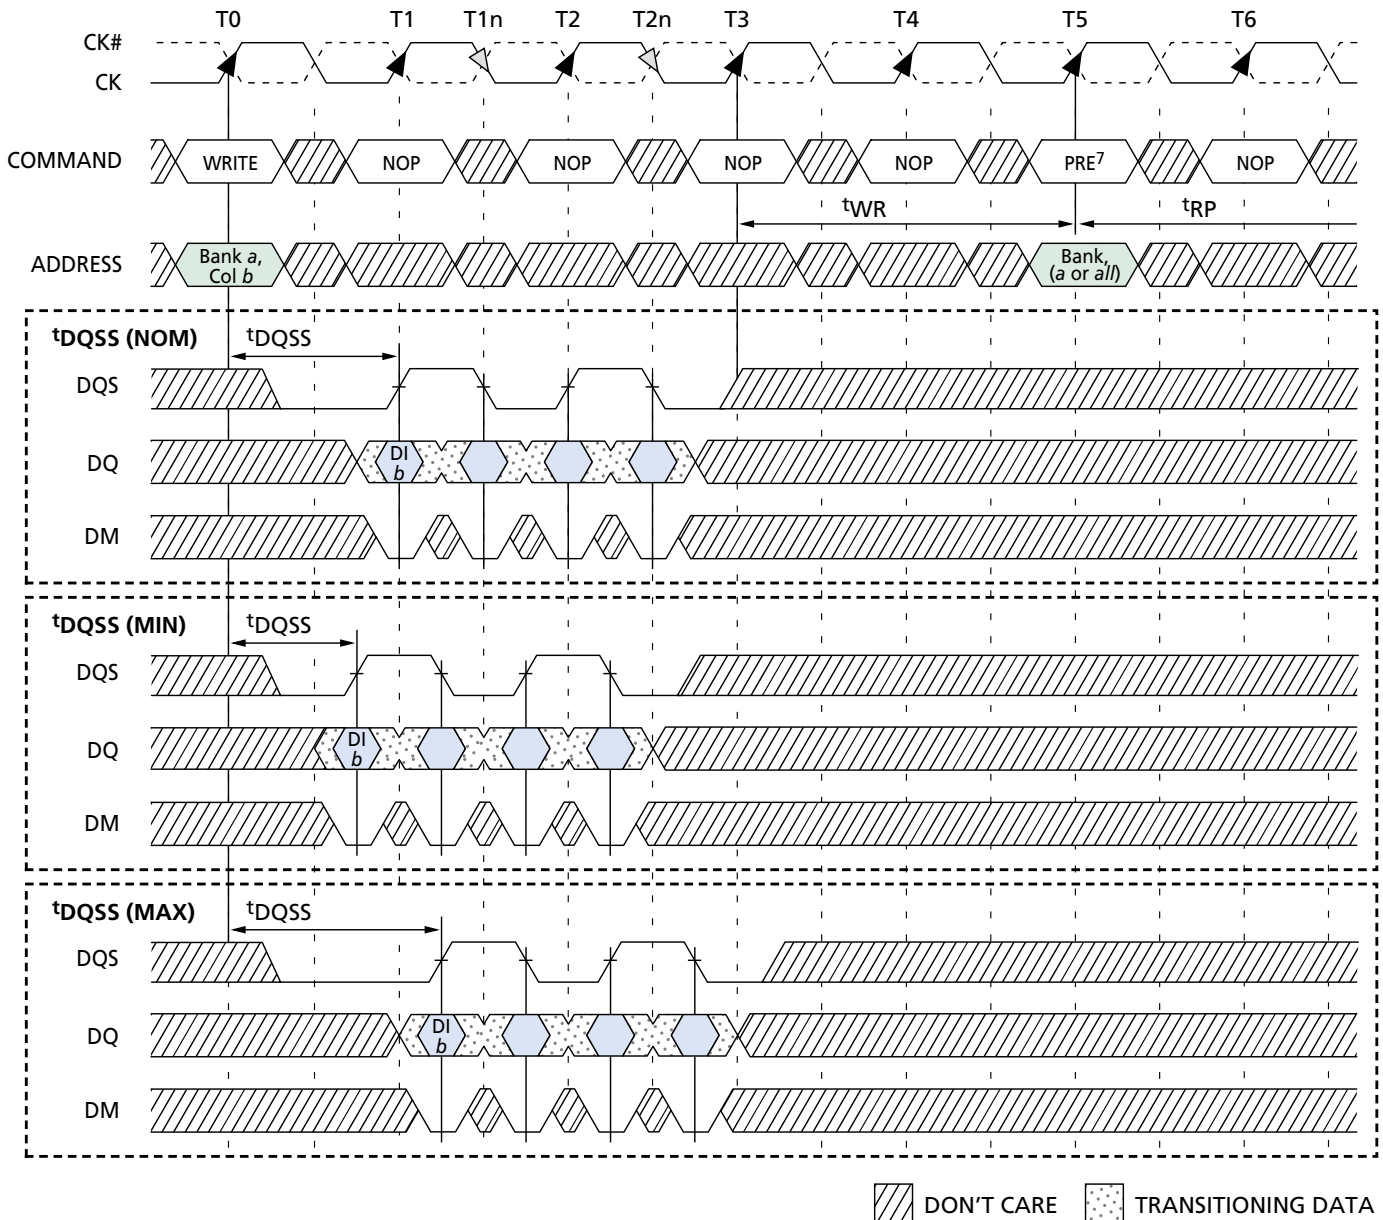 T0 T1 T1n T2 T2n T3 T4 T5 T6
CK#
CK
COMMAND WRITE NOP NOP NOP NOP PRE7 NOP
tWR tRP
ADDRESS Bank a, Col b Bank, (a or all)
tDQSS (NOM) tDQSS
DQS
DQ DI b
DM
tDQSS (MIN) tDQSS
DQS
DQ DI b
DM
tDQSS (MAX) tDQSS
DQS
DQ DI b
DM
DON'T CARE TRANSITIONING DATA